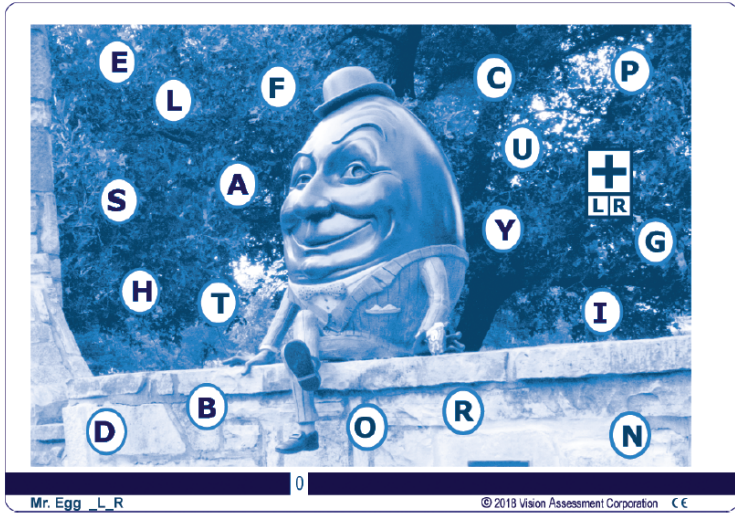 E
L
F
C
P
U
A
S
Y
G
L R
H
T
I
B
D
O
R
N
0
Mr. Egg _L_R
© 2018 Vision Assessment Corporation CE